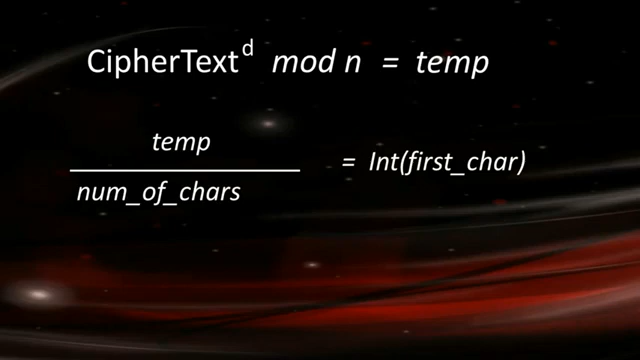 CipherText^d mod n = temp
temp
= Int(first_char)
num_of_chars